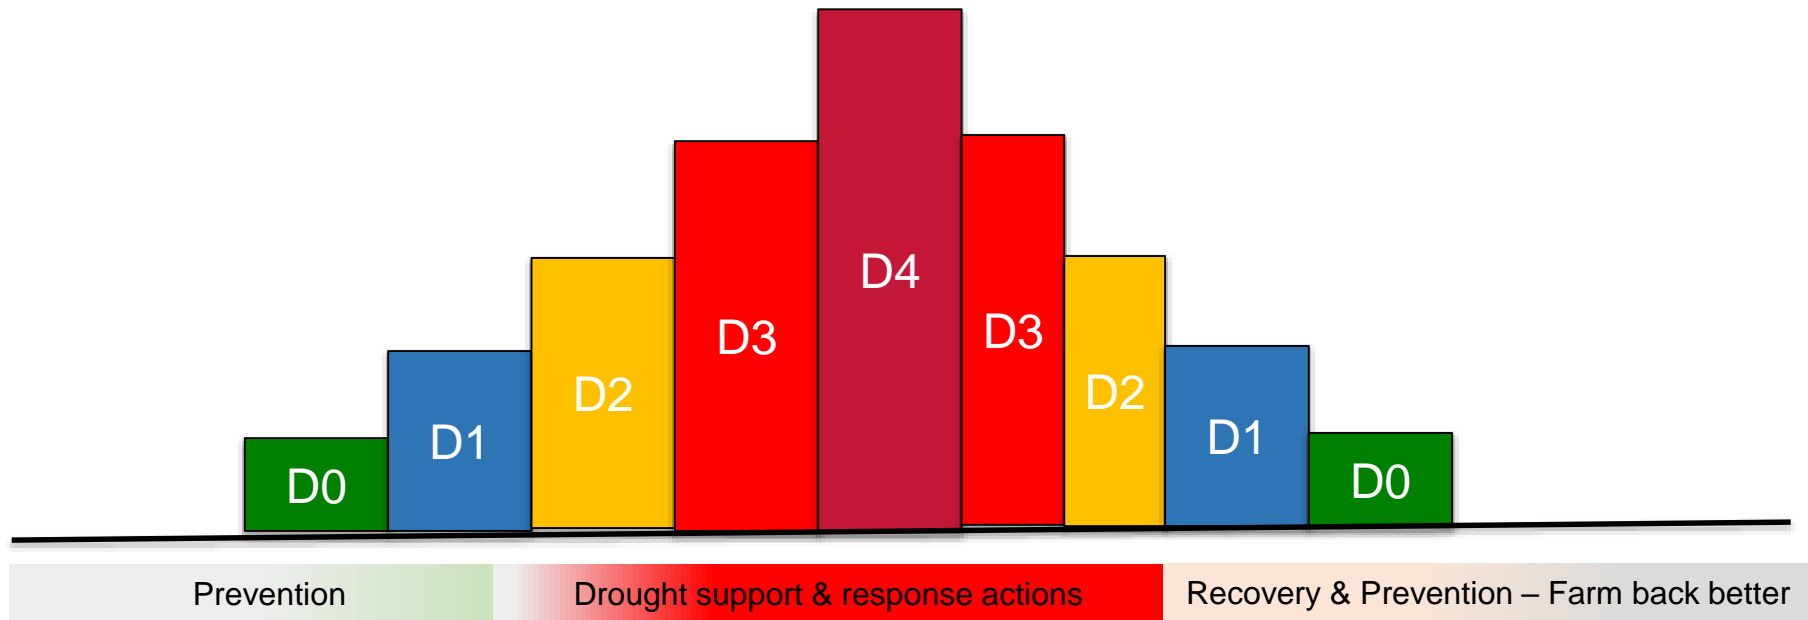 D0
D1
D2
D3
D4
D3
D2
D1
D0
Prevention
Drought support & response actions
Recovery & Prevention – Farm back better